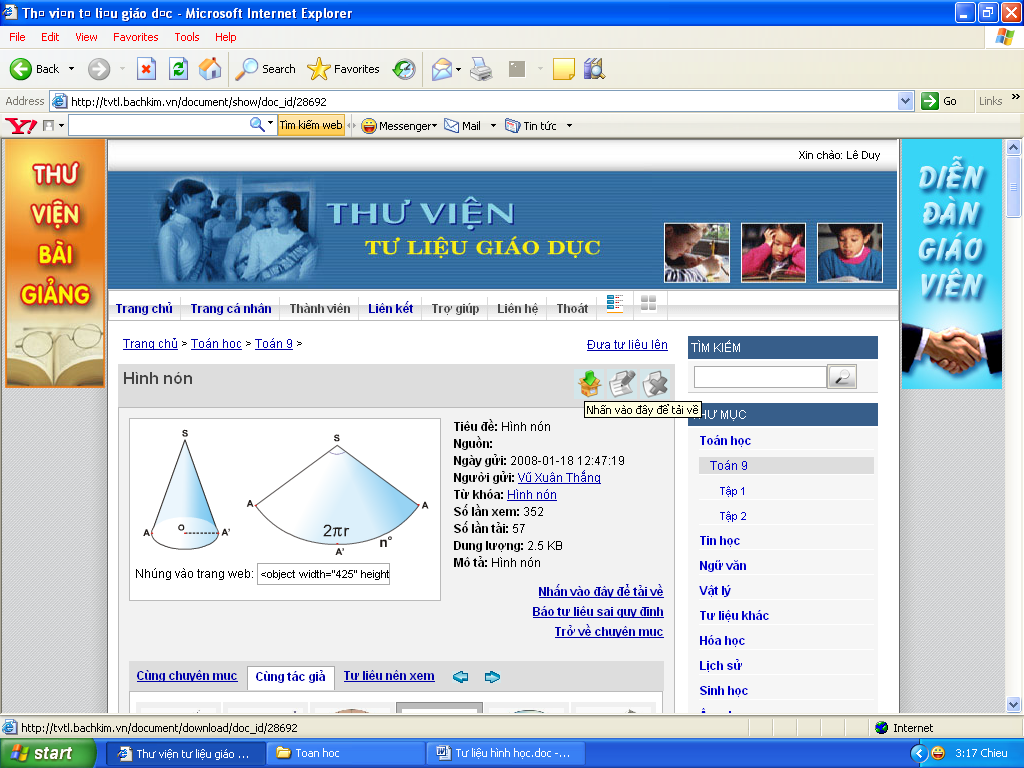 Thư viện tư liệu giáo dục - Microsoft Internet Explorer
File Edit View Favorites Tools Help
Back Search Favorites
Address http://tvtl.bachkim.vn/document/show/doc_id/28692 Go Links »
Y! Tìm kiếm web Messenger Mail Tin tức
THƯ VIỆN BÀI GIẢNG
Xin chào: Lê Duy
THƯ VIỆN
TƯ LIỆU GIÁO DỤC
DIỄN ĐÀN GIÁO VIÊN
Trang chủ Trang cá nhân Thành viên Liên kết Trợ giúp Liên hệ Thoát
Trang chủ > Toán học > Toán 9 > Đưa tư liệu lên
Hình nón
Nhấn vào đây để tải về
S
A O A'
S
A A
2πr
A' n°
Nhúng vào trang web: <object width="425" height
Tiêu đề: Hình nón
Nguồn:
Ngày gửi: 2008-01-18 12:47:19
Người gửi: Vũ Xuân Thắng
Từ khóa: Hình nón
Số lần xem: 352
Số lần tải: 57
Dung lượng: 2.5 KB
Mô tả: Hình nón
Nhấn vào đây để tải về
Báo tư liệu sai quy định
Trở về chuyên mục
Cùng chuyên mục Cùng tác giả Tư liệu nên xem
TÌM KIẾM
HƯ MỤC
Toán học
Toán 9
Tập 1
Tập 2
Tin học
Ngữ văn
Vật lý
Tư liệu khác
Hóa học
Lịch sử
Sinh học
http://tvtl.bachkim.vn/document/download/doc_id/28692 Internet
start Thư viện tư liệu giáo ... Toan hoc Tư liệu hình học.doc -... 3:17 Chieu